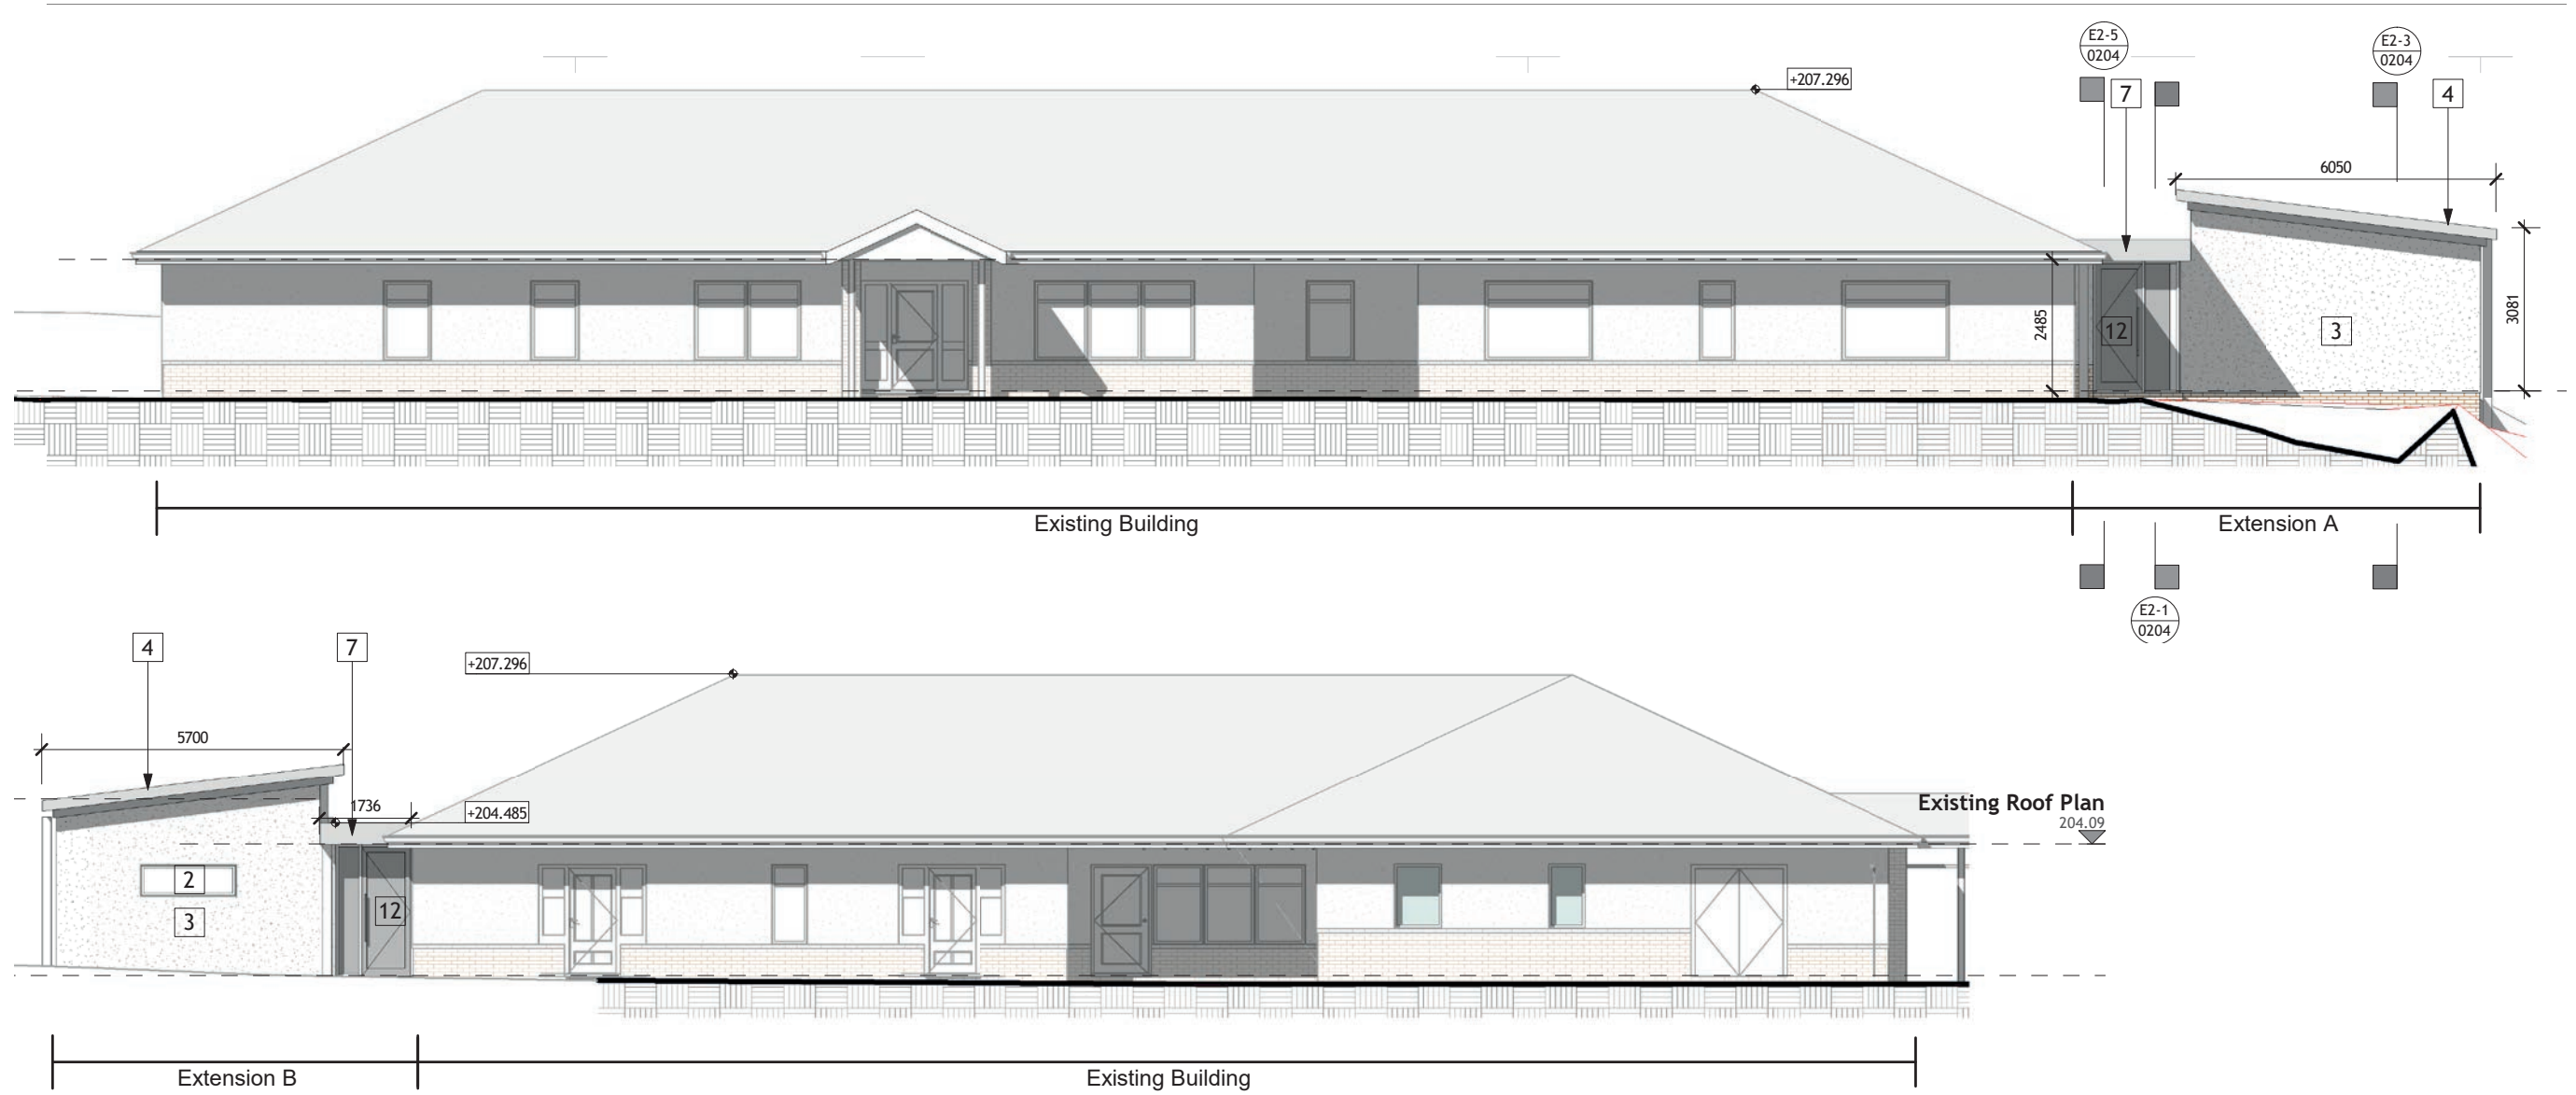 E2-5
0204
E2-3
0204
+207.296
7
4
6050
2485
12
3
3081
Existing Building
Extension A
E2-1
0204
4
7
+207.296
5700
1736
+204.485
Existing Roof Plan
204.09
2
3
12
Extension B
Existing Building